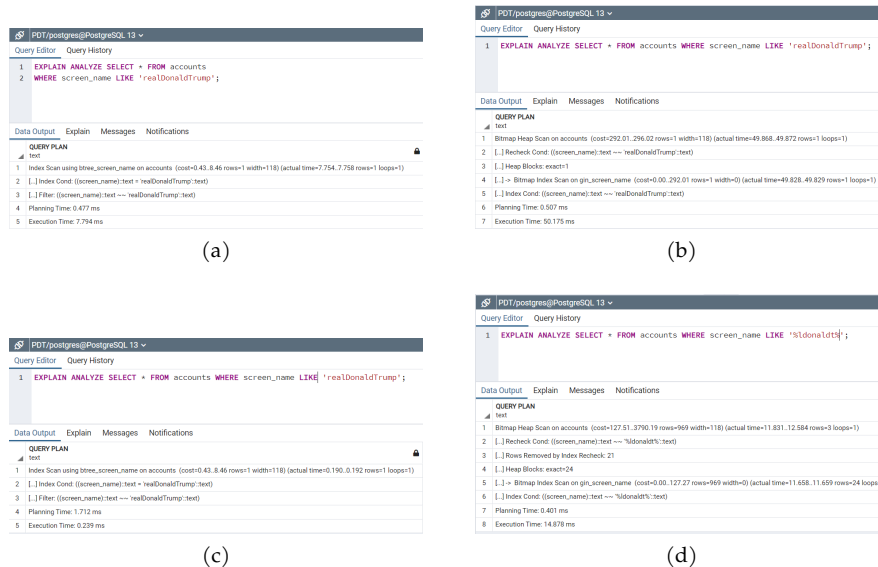 PDT/postgres@PostgreSQL 13
Query Editor Query History
1 EXPLAIN ANALYZE SELECT * FROM accounts
2 WHERE screen_name LIKE 'realDonaldTrump';
Data Output Explain Messages Notifications
QUERY PLAN
text
1 Index Scan using btree_screen_name on accounts (cost=0.43..8.46 rows=1 width=118) (actual time=7.754..7.758 rows=1 loops=1)
2 [...] Index Cond: ((screen_name)::text = 'realDonaldTrump'::text)
3 [...] Filter: ((screen_name)::text ~~ 'realDonaldTrump'::text)
4 Planning Time: 0.477 ms
5 Execution Time: 7.794 ms
(a)
PDT/postgres@PostgreSQL 13
Query Editor Query History
1 EXPLAIN ANALYZE SELECT * FROM accounts WHERE screen_name LIKE 'realDonaldTrump';
Data Output Explain Messages Notifications
QUERY PLAN
text
1 Bitmap Heap Scan on accounts (cost=292.01..296.02 rows=1 width=118) (actual time=49.868..49.872 rows=1 loops=1)
2 [...] Recheck Cond: ((screen_name)::text ~~ 'realDonaldTrump'::text)
3 [...] Heap Blocks: exact=1
4 [...] -> Bitmap Index Scan on gin_screen_name (cost=0.00..292.01 rows=1 width=0) (actual time=49.828..49.829 rows=1 loops=1)
5 [...] Index Cond: ((screen_name)::text ~~ 'realDonaldTrump'::text)
6 Planning Time: 0.507 ms
7 Execution Time: 50.175 ms
(b)
PDT/postgres@PostgreSQL 13
Query Editor Query History
1 EXPLAIN ANALYZE SELECT * FROM accounts WHERE screen_name LIKE 'realDonaldTrump';
Data Output Explain Messages Notifications
QUERY PLAN
text
1 Index Scan using btree_screen_name on accounts (cost=0.43..8.46 rows=1 width=118) (actual time=0.190..0.192 rows=1 loops=1)
2 [...] Index Cond: ((screen_name)::text = 'realDonaldTrump'::text)
3 [...] Filter: ((screen_name)::text ~~ 'realDonaldTrump'::text)
4 Planning Time: 1.712 ms
5 Execution Time: 0.239 ms
(c)
PDT/postgres@PostgreSQL 13
Query Editor Query History
1 EXPLAIN ANALYZE SELECT * FROM accounts WHERE screen_name LIKE '%ldonaldt%';
Data Output Explain Messages Notifications
QUERY PLAN
text
1 Bitmap Heap Scan on accounts (cost=127.51..3790.19 rows=969 width=118) (actual time=11.831..12.584 rows=3 loops=1)
2 [...] Recheck Cond: ((screen_name)::text ~~ '%ldonaldt%'::text)
3 [...] Rows Removed by Index Recheck: 21
4 [...] Heap Blocks: exact=24
5 [...] -> Bitmap Index Scan on gin_screen_name (cost=0.00..127.27 rows=969 width=0) (actual time=11.658..11.659 rows=24 loops
6 [...] Index Cond: ((screen_name)::text ~~ '%ldonaldt%'::text)
7 Planning Time: 0.401 ms
8 Execution Time: 14.878 ms
(d)